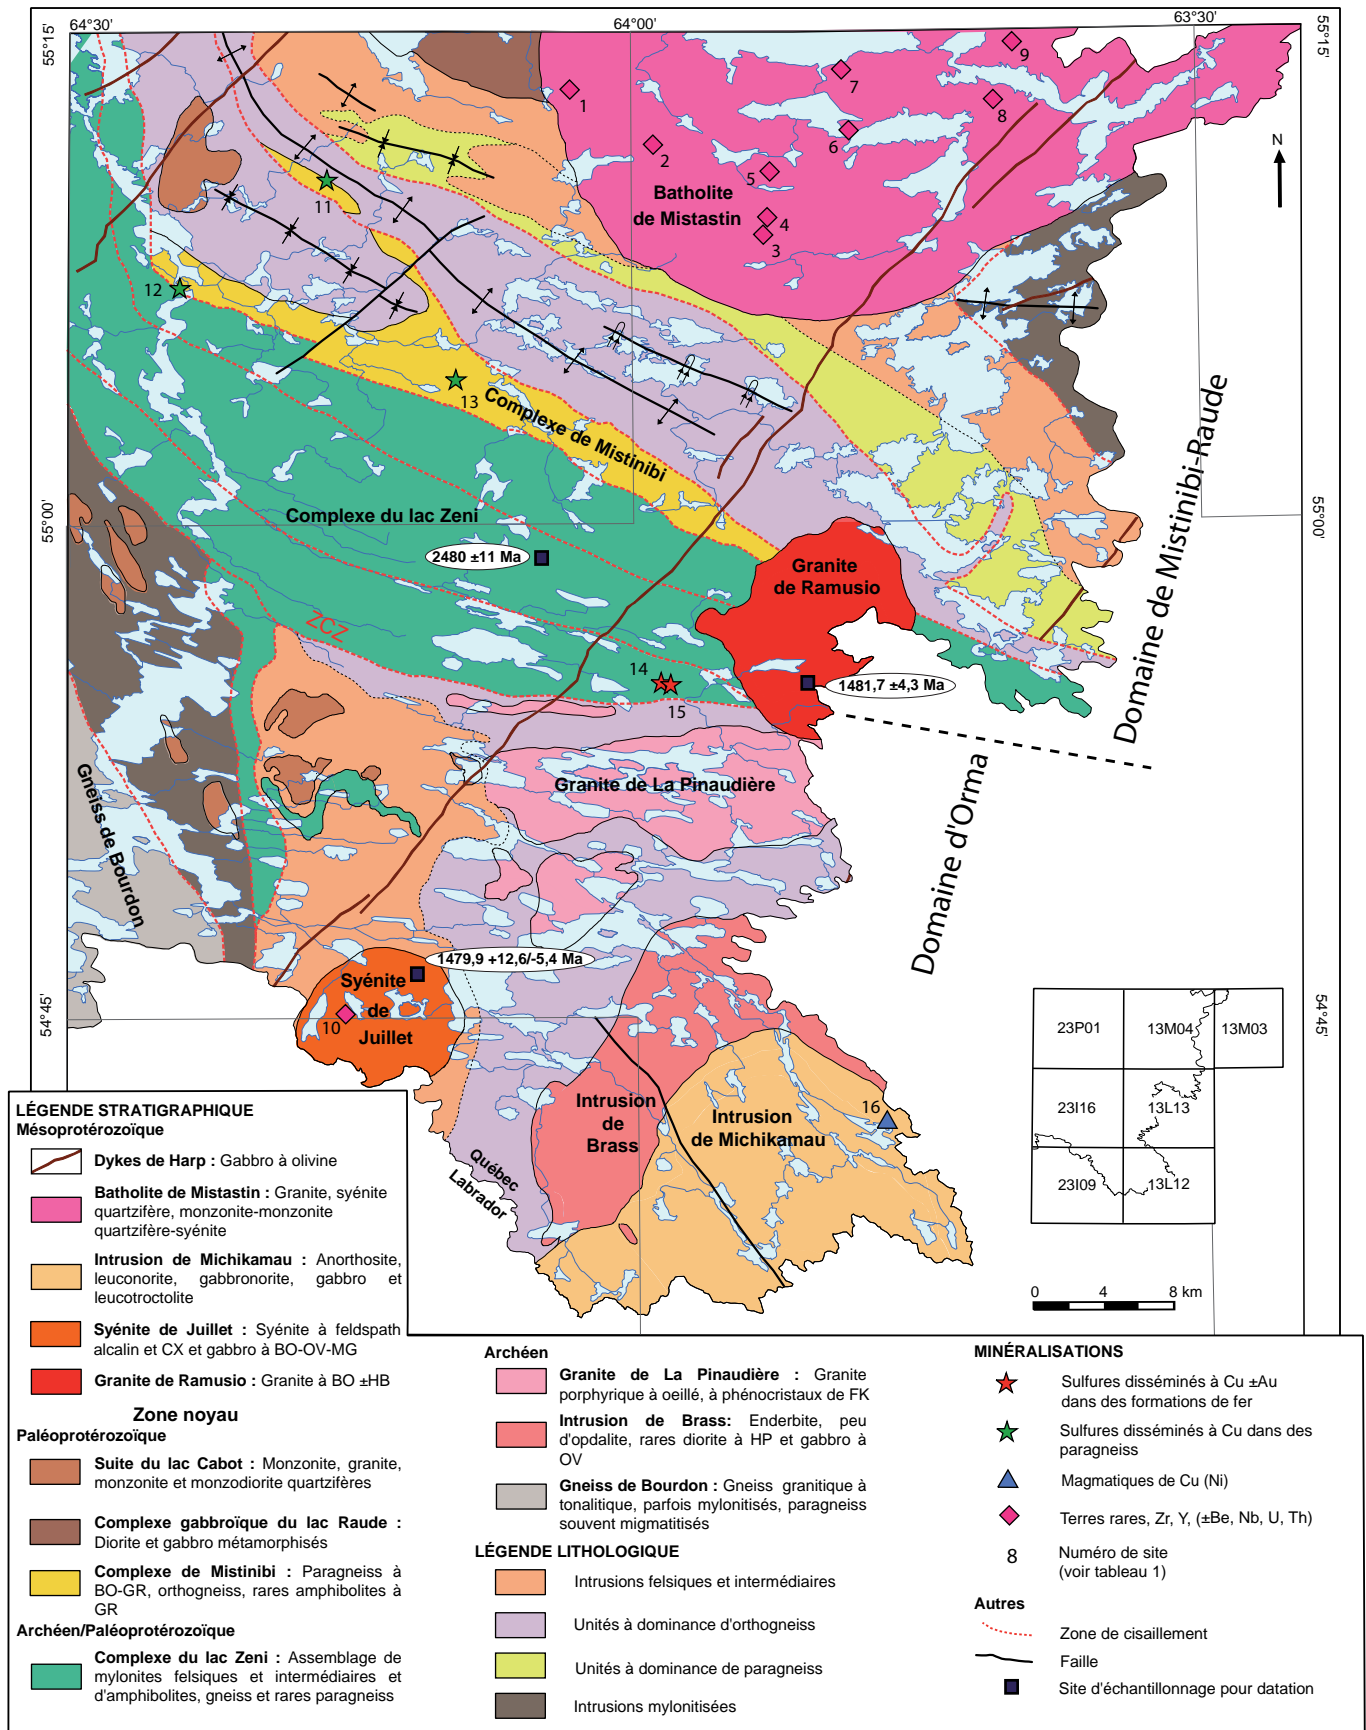 64°30'
64°00'
63°30'
55°15'
55°15'
N
1
2
3
4
5
6
7
8
9
Batholite
de Mistastin
11
12
13
Complexe de Mistinibi
Complexe du lac Zeni
55°00'
55°00'
2480 ±11 Ma
Granite
de Ramusio
ZCZ
14
15
1481,7 ±4,3 Ma
Domaine de Mistinibi-Raude
Domaine d'Orma
Granite de La Pinaudière
Gneiss de Bourdon
1479,9 +12,6/-5,4 Ma
Syénite
de
Juillet
10
54°45'
54°45'
Intrusion
de
Brass
Intrusion
de Michikamau
16
Québec
Labrador
23P01
13M04
13M03
23I16
13L13
23I09
13L12
0 4 8 km
LÉGENDE STRATIGRAPHIQUE
Mésoprotérozoïque
Dykes de Harp : Gabbro à olivine
Batholite de Mistastin : Granite, syénite
quartzifère, monzonite-monzonite
quartzifère-syénite
Intrusion de Michikamau : Anorthosite,
leuconorite, gabbronorite, gabbro et
leucotroctolite
Syénite de Juillet : Syénite à feldspath
alcalin et CX et gabbro à BO-OV-MG
Granite de Ramusio : Granite à BO ±HB
Zone noyau
Paléoprotérozoïque
Suite du lac Cabot : Monzonite, granite,
monzonite et monzodiorite quartzifères
Complexe gabbroïque du lac Raude :
Diorite et gabbro métamorphisés
Complexe de Mistinibi : Paragneiss à
BO-GR, orthogneiss, rares amphibolites à
GR
Archéen/Paléoprotérozoïque
Complexe du lac Zeni : Assemblage de
mylonites felsiques et intermédiaires et
d'amphibolites, gneiss et rares paragneiss
Archéen
Granite de La Pinaudière : Granite
porphyrique à oeillé, à phénocristaux de FK
Intrusion de Brass: Enderbite, peu
d'opdalite, rares diorite à HP et gabbro à
OV
Gneiss de Bourdon : Gneiss granitique à
tonalitique, parfois mylonitisés, paragneiss
souvent migmatitisés
LÉGENDE LITHOLOGIQUE
Intrusions felsiques et intermédiaires
Unités à dominance d'orthogneiss
Unités à dominance de paragneiss
Intrusions mylonitisées
MINÉRALISATIONS
Sulfures disséminés à Cu ±Au
dans des formations de fer
Sulfures disséminés à Cu dans des
paragneiss
Magmatiques de Cu (Ni)
Terres rares, Zr, Y, (±Be, Nb, U, Th)
8
Numéro de site
(voir tableau 1)
Autres
Zone de cisaillement
Faille
Site d'échantillonnage pour datation